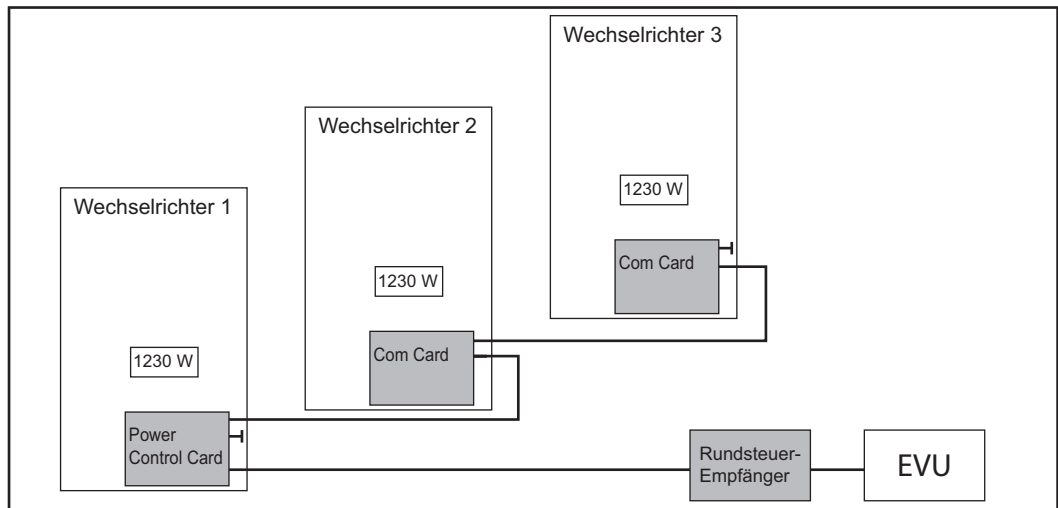 Wechselrichter 3
1230 W
Com Card
Wechselrichter 2
1230 W
Com Card
Wechselrichter 1
1230 W
Power
Control Card
Rundsteuer-
Empfänger
EVU